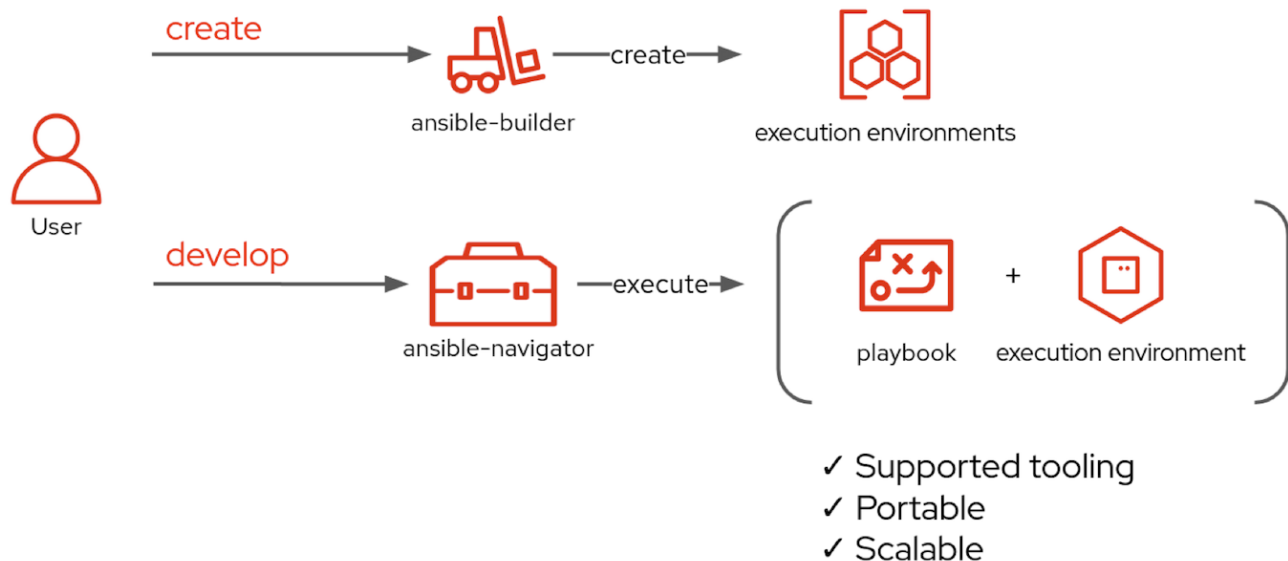 create
create
ansible-builder
execution environments
User
develop
execute
ansible-navigator
playbook
+
execution environment
✓ Supported tooling
✓ Portable
✓ Scalable